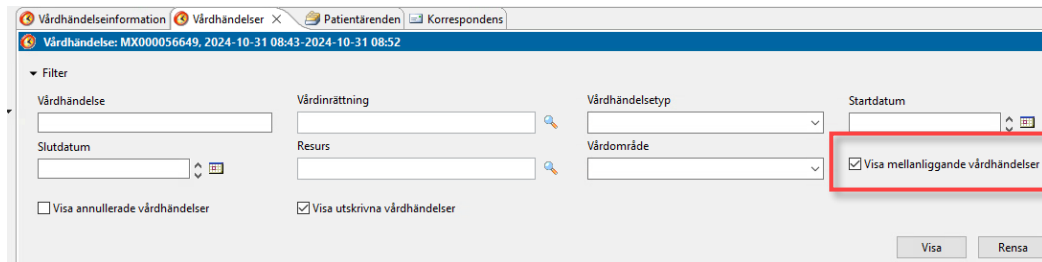 Vårdhändelseinformation Vårdhändelser Patientärenden Korrespondens
Vårdhändelse: MX000056649, 2024-10-31 08:43-2024-10-31 08:52
Filter
Vårdhändelse Vårdinrättning Vårdhändelsetyp Startdatum
Slutdatum Resurs Vårdområde
Visa mellanliggande vårdhändelser
Visa annullerade vårdhändelser Visa utskrivna vårdhändelser
Visa Rensa